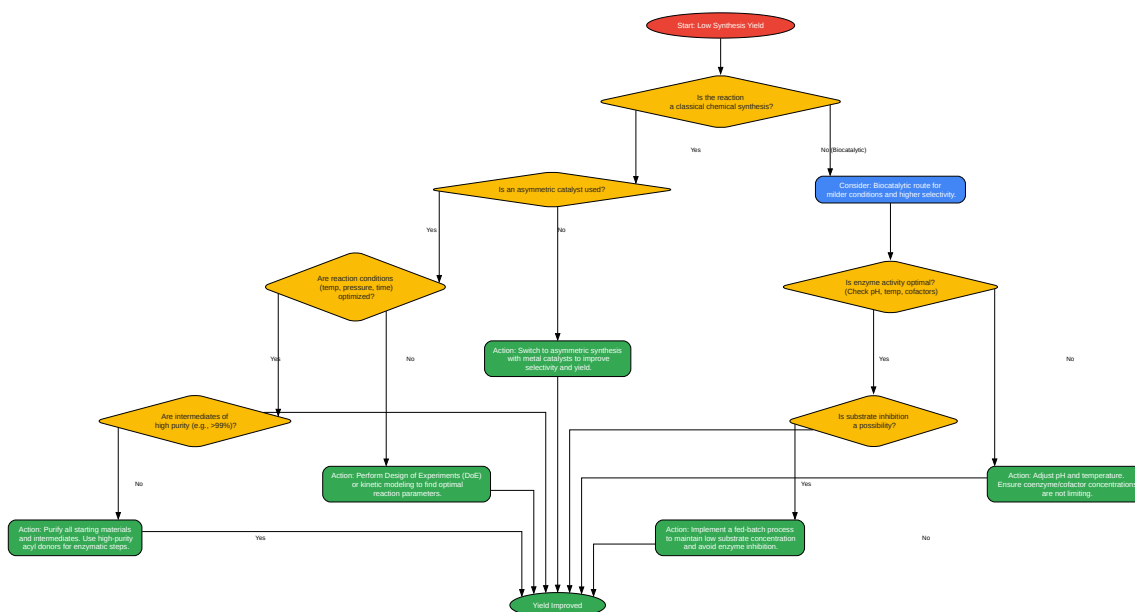 Start: Low Synthesis Yield
Is the reaction
a classical chemical synthesis?
Yes
No (Biocatalytic)
Is an asymmetric catalyst used?
Consider: Biocatalytic route for
milder conditions and higher selectivity.
Yes
No
Are reaction conditions
(temp, pressure, time)
optimized?
Is enzyme activity optimal?
(Check pH, temp, cofactors)
Yes
No
Action: Switch to asymmetric synthesis
with metal catalysts to improve
selectivity and yield.
Yes
No
Are intermediates of
high purity (e.g., >99%)?
Is substrate inhibition
a possibility?
No
Action: Perform Design of Experiments (DoE)
or kinetic modeling to find optimal
reaction parameters.
Yes
Action: Adjust pH and temperature.
Ensure coenzyme/cofactor concentrations
are not limiting.
Action: Purify all starting materials
and intermediates. Use high-purity
acyl donors for enzymatic steps.
Yes
Action: Implement a fed-batch process
to maintain low substrate concentration
and avoid enzyme inhibition.
No
Yield Improved